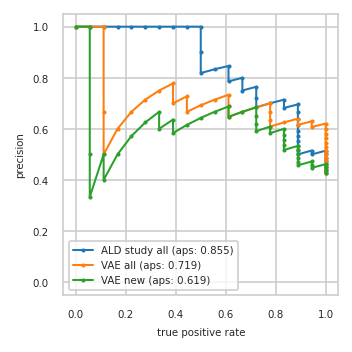 precision
1.0
0.8
0.6
0.4
0.2
0.0
ALD study all (aps: 0.855)
VAE all (aps: 0.719)
VAE new (aps: 0.619)
0.0 0.2 0.4 0.6 0.8 1.0
true positive rate